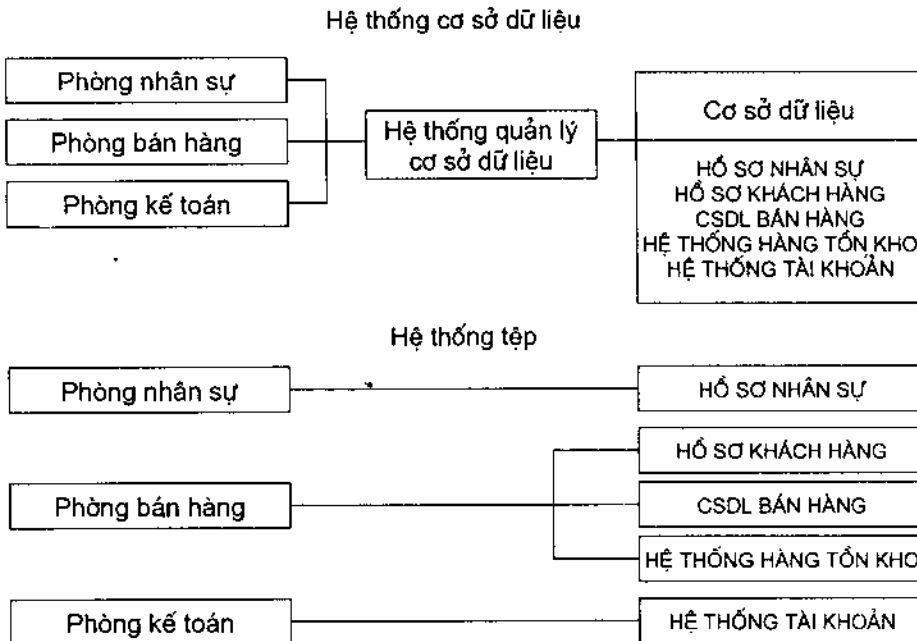 Hệ thống cơ sở dữ liệu
Phòng nhân sự
Phòng bán hàng
Phòng kế toán
Hệ thống quản lý
cơ sở dữ liệu
Cơ sở dữ liệu
HỒ SƠ NHÂN SỰ
HỒ SƠ KHÁCH HÀNG
CSDL BÁN HÀNG
HỆ THỐNG HÀNG TỒN KHO
HỆ THỐNG TÀI KHOẢN
Hệ thống tệp
Phòng nhân sự
HỒ SƠ NHÂN SỰ
Phòng bán hàng
HỒ SƠ KHÁCH HÀNG
CSDL BÁN HÀNG
HỆ THỐNG HÀNG TỒN KHO
Phòng kế toán
HỆ THỐNG TÀI KHOẢN